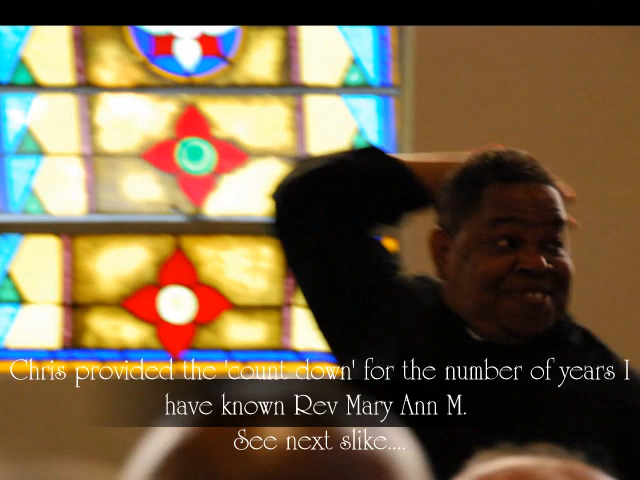 Chris provided the 'count down' for the number of years I
have known Rev Mary Ann M.
See next slike....